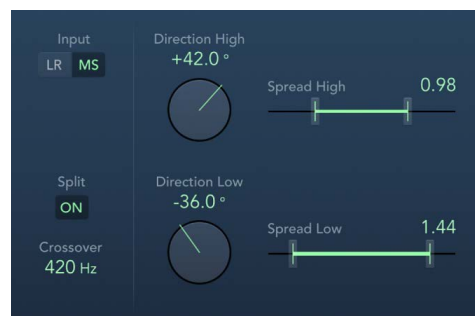 Input
LR MS
Direction High
+42.0 °
Spread High 0.98
Split
ON
Direction Low
-36.0 °
Spread Low 1.44
Crossover
420 Hz